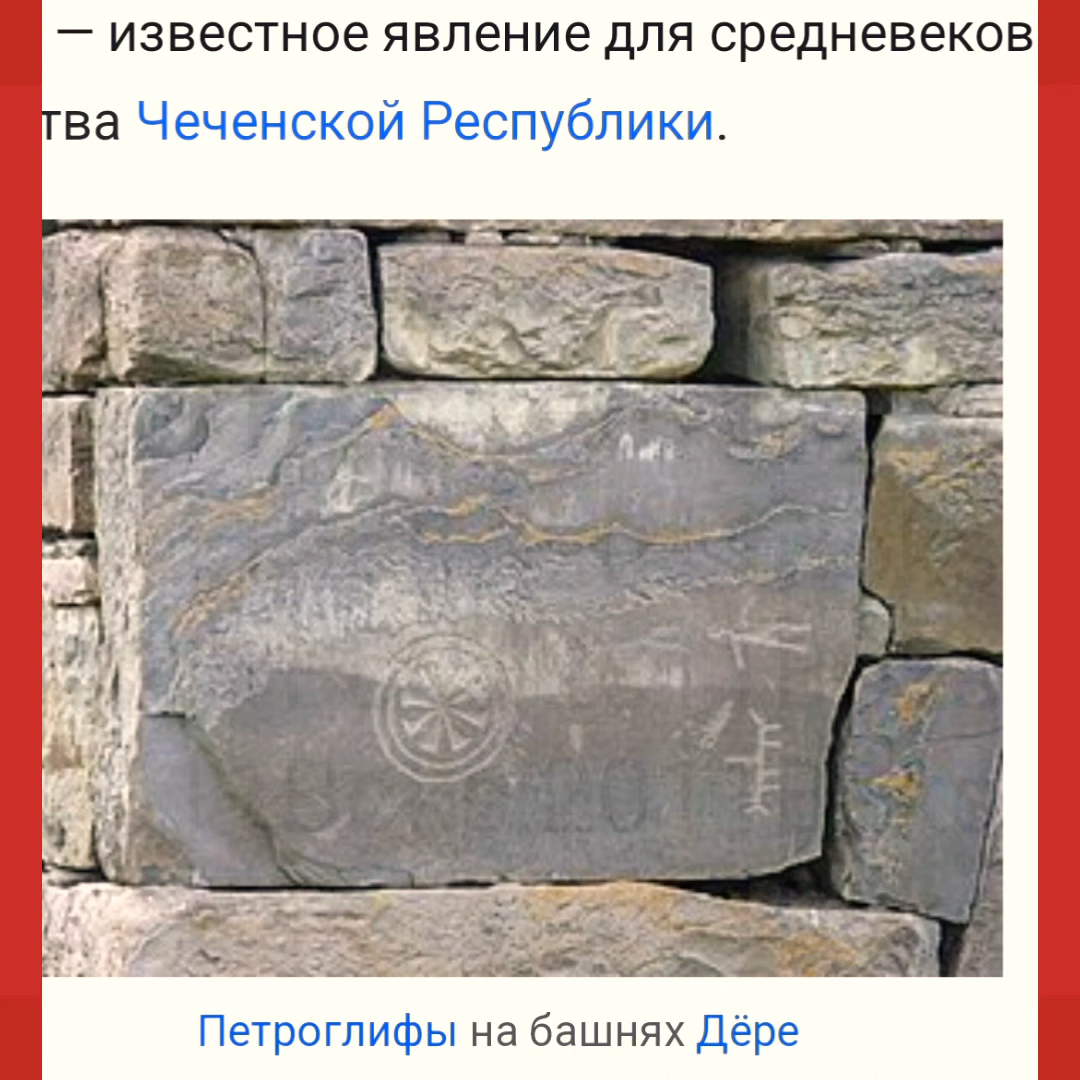 — известное явление для средневеков
тва Чеченской Республики.
Петроглифы на башнях Дёре